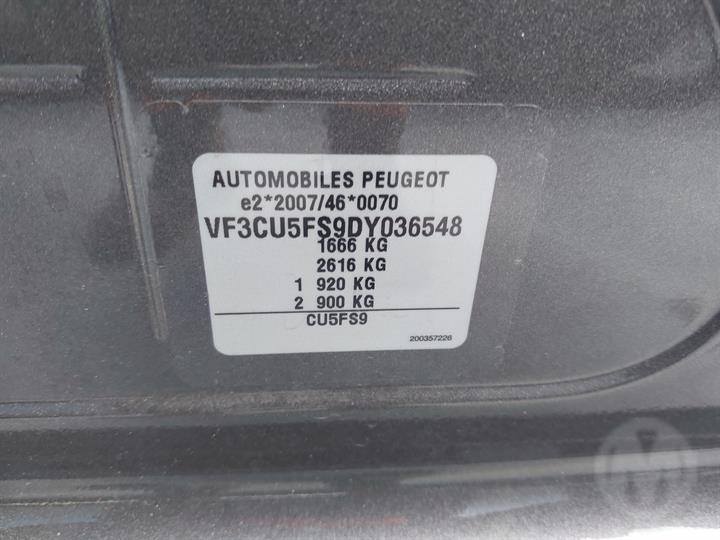 AUTOMOBILES PEUGEOT
e2*2007/46*0070
VF3CU5FS9DY036548
1666 KG
2616 KG
1 920 KG
2 900 KG
CU5FS9
200357226
M